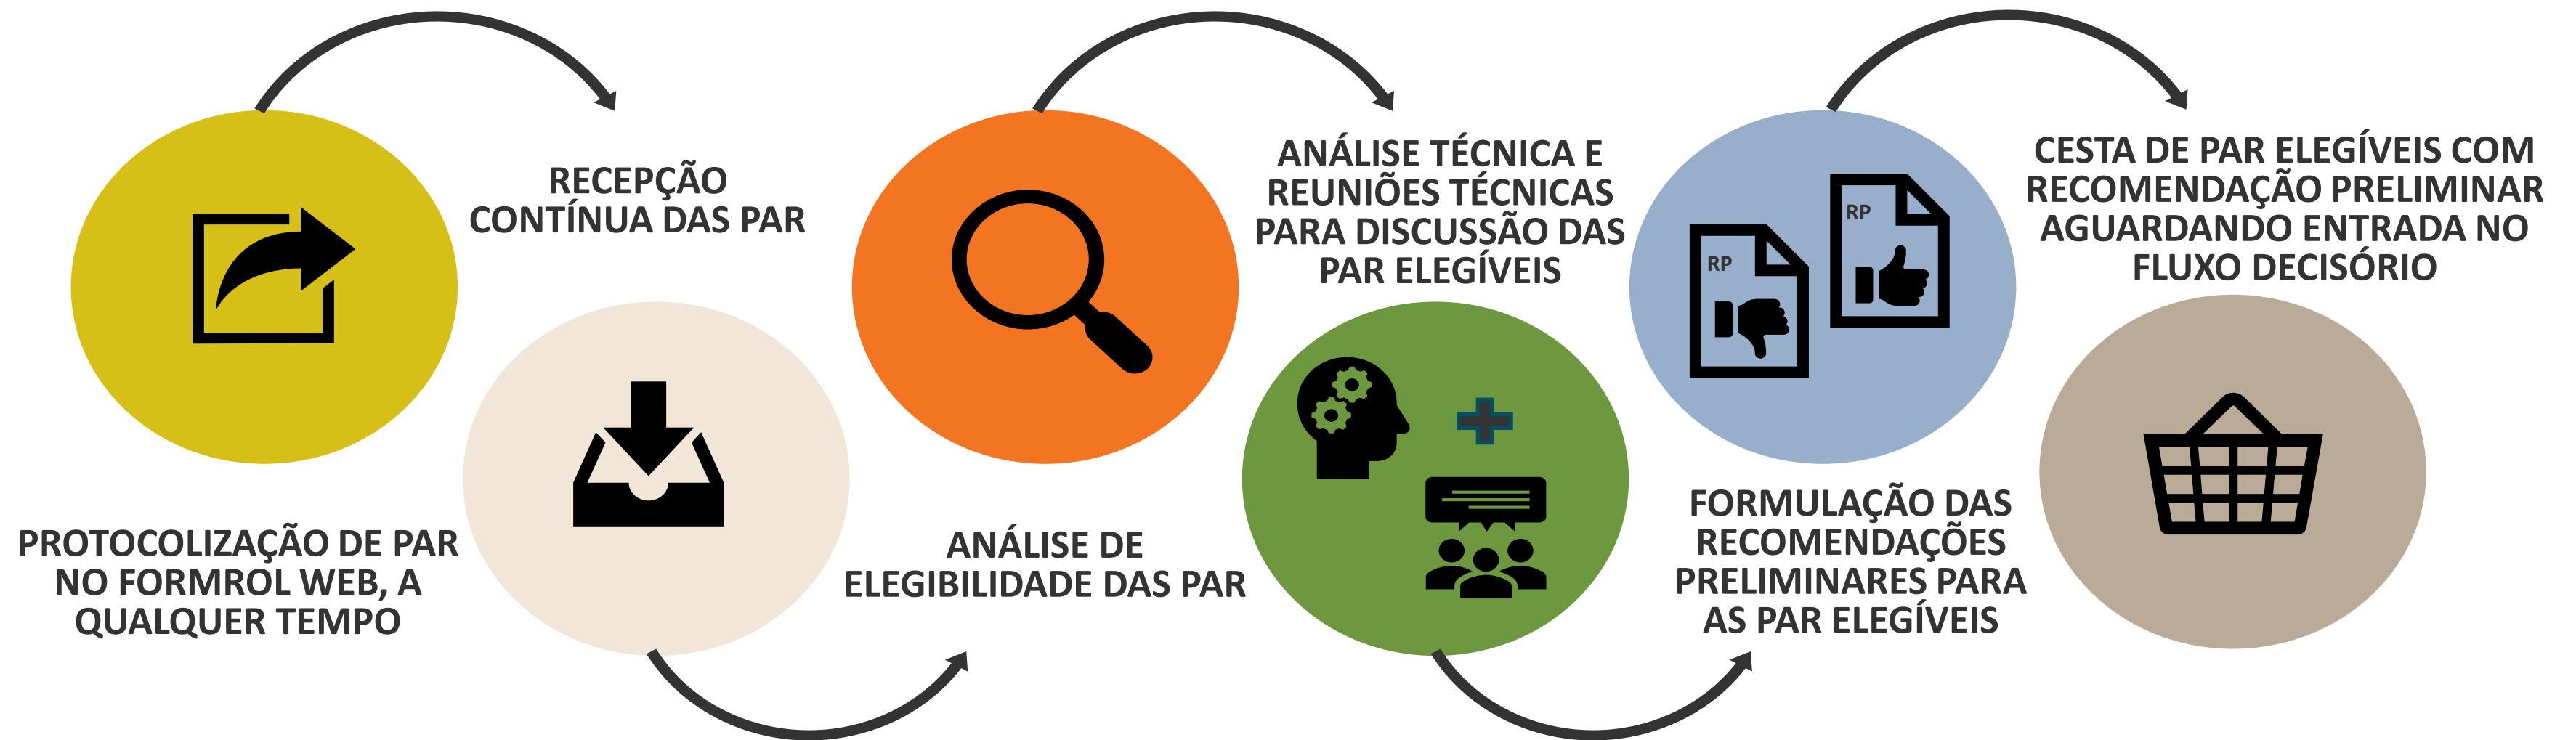 PROTOCOLIZAÇÃO DE PAR
NO FORMROL WEB, A
QUALQUER TEMPO
RECEPÇÃO
CONTÍNUA DAS PAR
ANÁLISE DE
ELEGIBILIDADE DAS PAR
ANÁLISE TÉCNICA E
REUNIÕES TÉCNICAS
PARA DISCUSSÃO DAS
PAR ELEGÍVEIS
RP
RP
FORMULAÇÃO DAS
RECOMENDAÇÕES
PRELIMINARES PARA
AS PAR ELEGÍVEIS
CESTA DE PAR ELEGÍVEIS COM
RECOMENDAÇÃO PRELIMINAR
AGUARDANDO ENTRADA NO
FLUXO DECISÓRIO